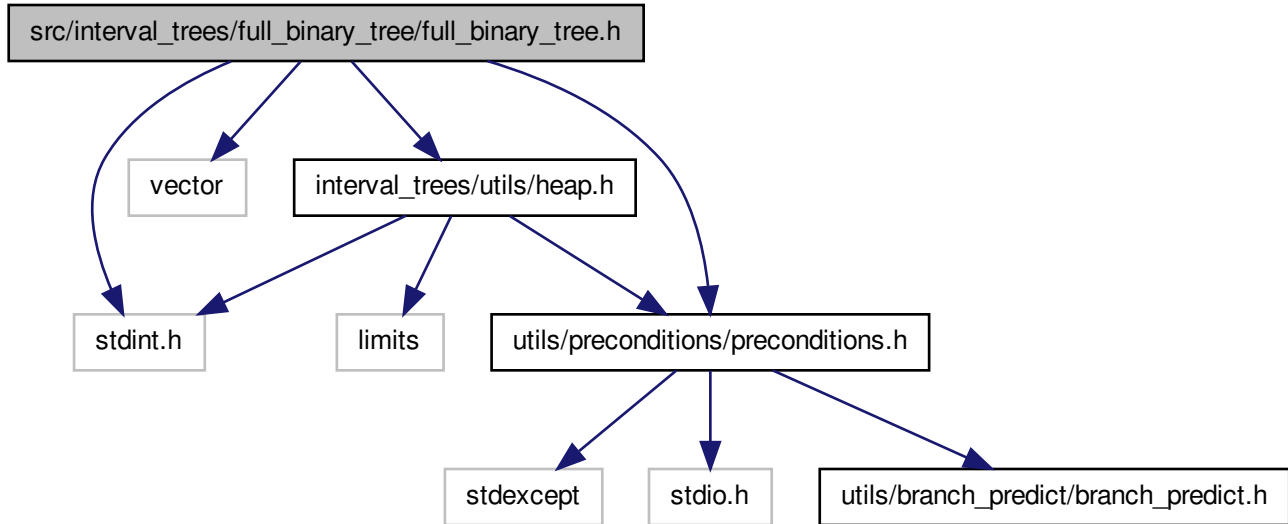 src/interval_trees/full_binary_tree/full_binary_tree.h
vector
interval_trees/utils/heap.h
stdint.h
limits
utils/preconditions/preconditions.h
stdexcept
stdio.h
utils/branch_predict/branch_predict.h